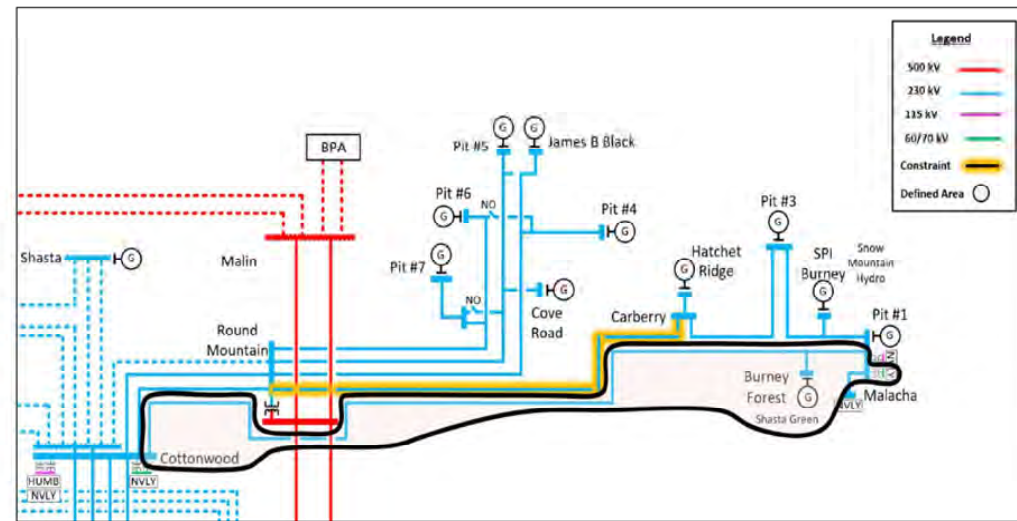 Legend
500 kV
230 kV
115 kV
60/70 kV
Constraint
Defined Area
BPA
G
Pit #5
G
James B Black
Pit #6
NO
G
Pit #4
G
Pit #3
G
Shasta
G
Malin
Pit #7
G
Hatchet
Ridge
G
SPI
Burney
G
Snow
Mountain
Hydro
NO
G
Cove
Road
Carberry
Pit #1
G
Round
Mountain
Burney
Forest
G
Shasta Green
NVLY
Malacha
Cottonwood
HUMB
NVLY
NVLY